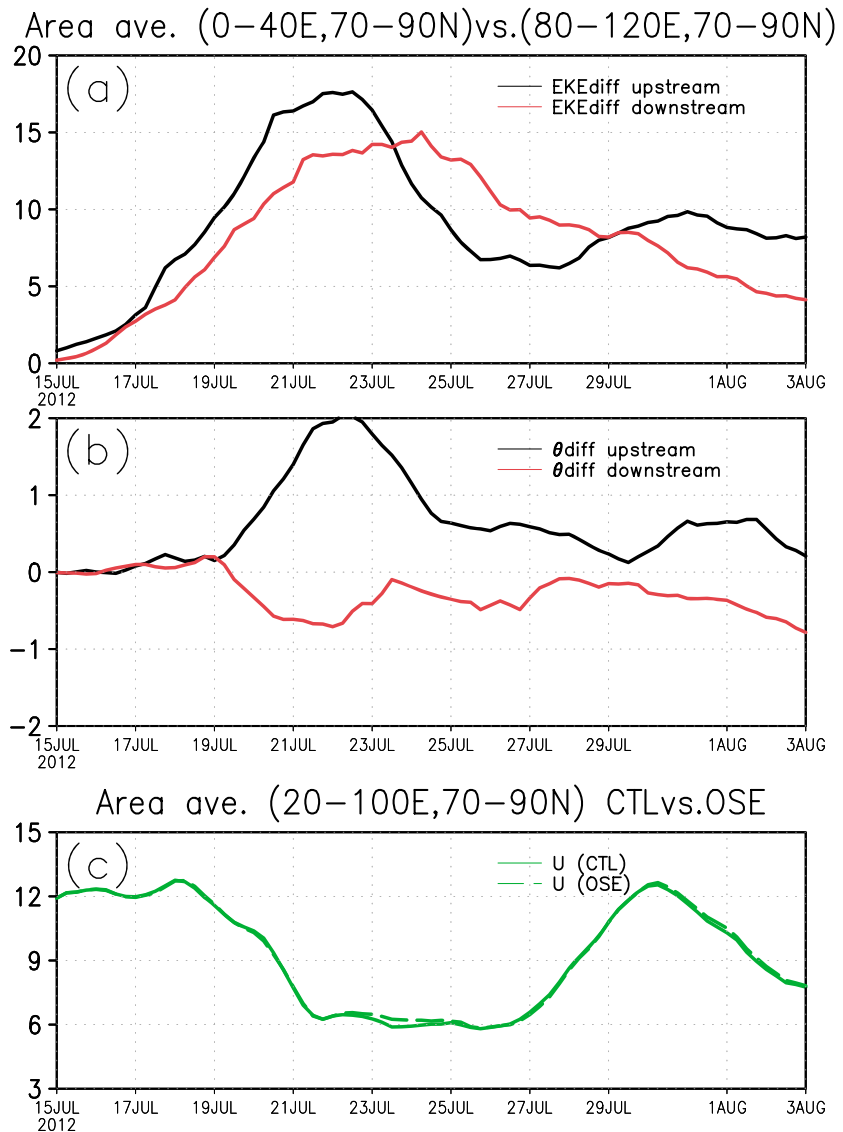 Area ave. (0-40E,70-90N)vs.(80-120E,70-90N)
20
(a)
EKEdiff upstream
EKEdiff downstream
15
10
5
0
15JUL 17JUL 19JUL 21JUL 23JUL 25JUL 27JUL 29JUL 1AUG 3AUG
2012
2
(b)
θdiff upstream
θdiff downstream
1
0
-1
-2
15JUL 17JUL 19JUL 21JUL 23JUL 25JUL 27JUL 29JUL 1AUG 3AUG
2012
Area ave. (20-100E,70-90N) CTLvs.OSE
15
(c)
U (CTL)
U (OSE)
12
9
6
3
15JUL 17JUL 19JUL 21JUL 23JUL 25JUL 27JUL 29JUL 1AUG 3AUG
2012